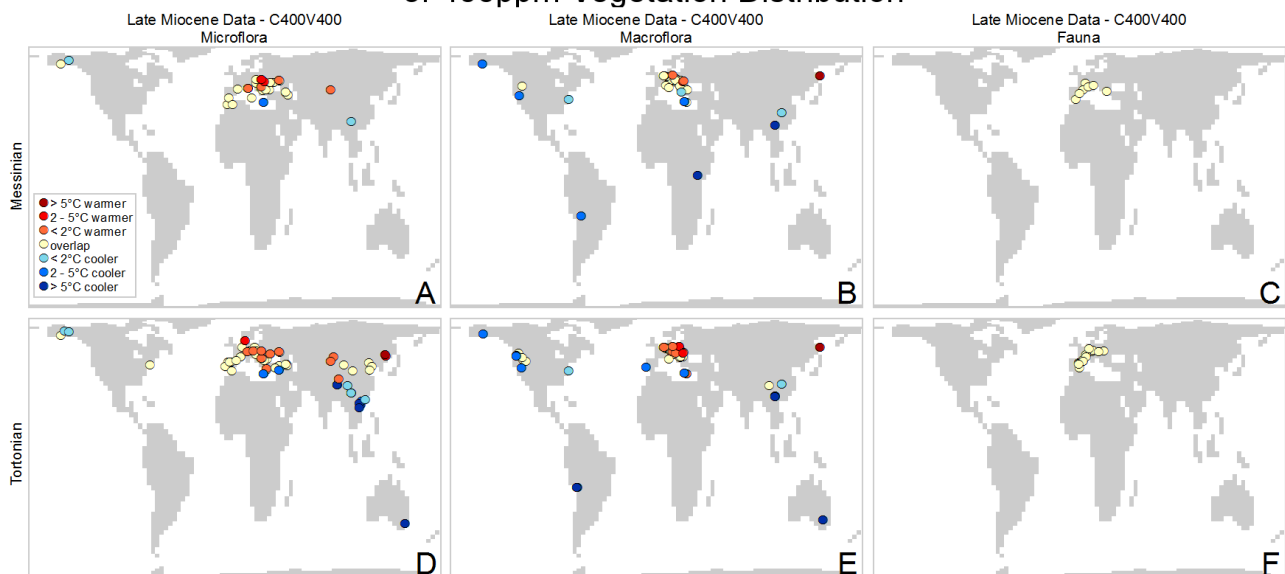 Late Miocene Data - C400V400
Microflora
Late Miocene Data - C400V400
Macroflora
Late Miocene Data - C400V400
Fauna
Messinian
> 5°C warmer
2 - 5°C warmer
< 2°C warmer
overlap
< 2°C cooler
2 - 5°C cooler
> 5°C cooler
A
B
C
Tortonian
D
E
F